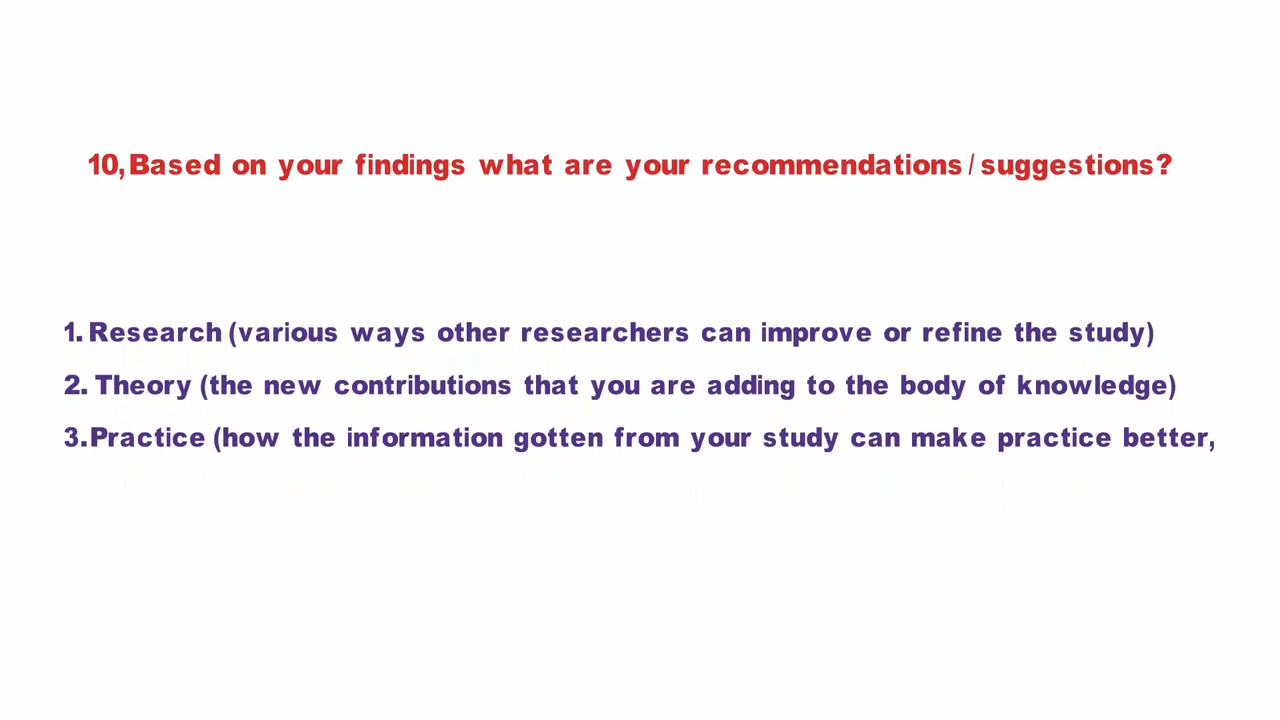 10,Based on your findings what are your recommendations/suggestions?
1. Research (various ways other researchers can improve or refine the study)
2. Theory (the new contributions that you are adding to the body of knowledge)
3.Practice (how the information gotten from your study can make practice better,